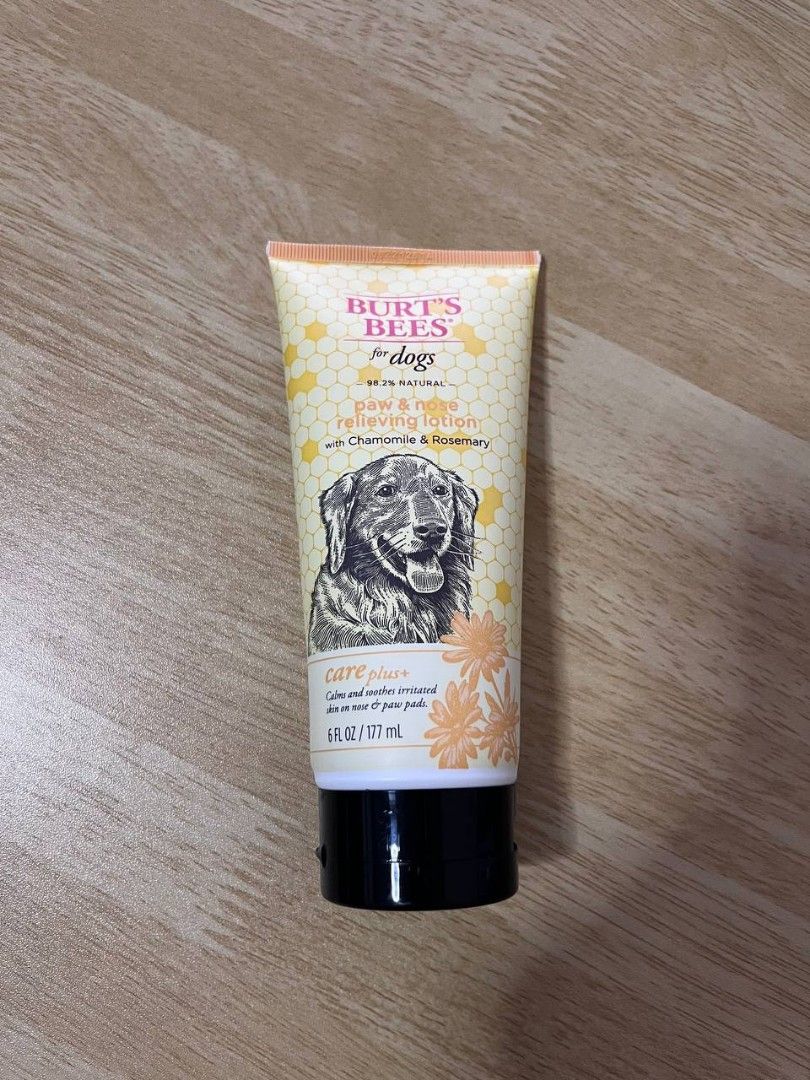 BURT'S
BEES®
for dogs
– 98.2% NATURAL –
paw & nose
relieving lotion
with Chamomile & Rosemary
care plus+
Calms and soothes irritated
skin on nose & paw pads.
6 FL OZ / 177 mL